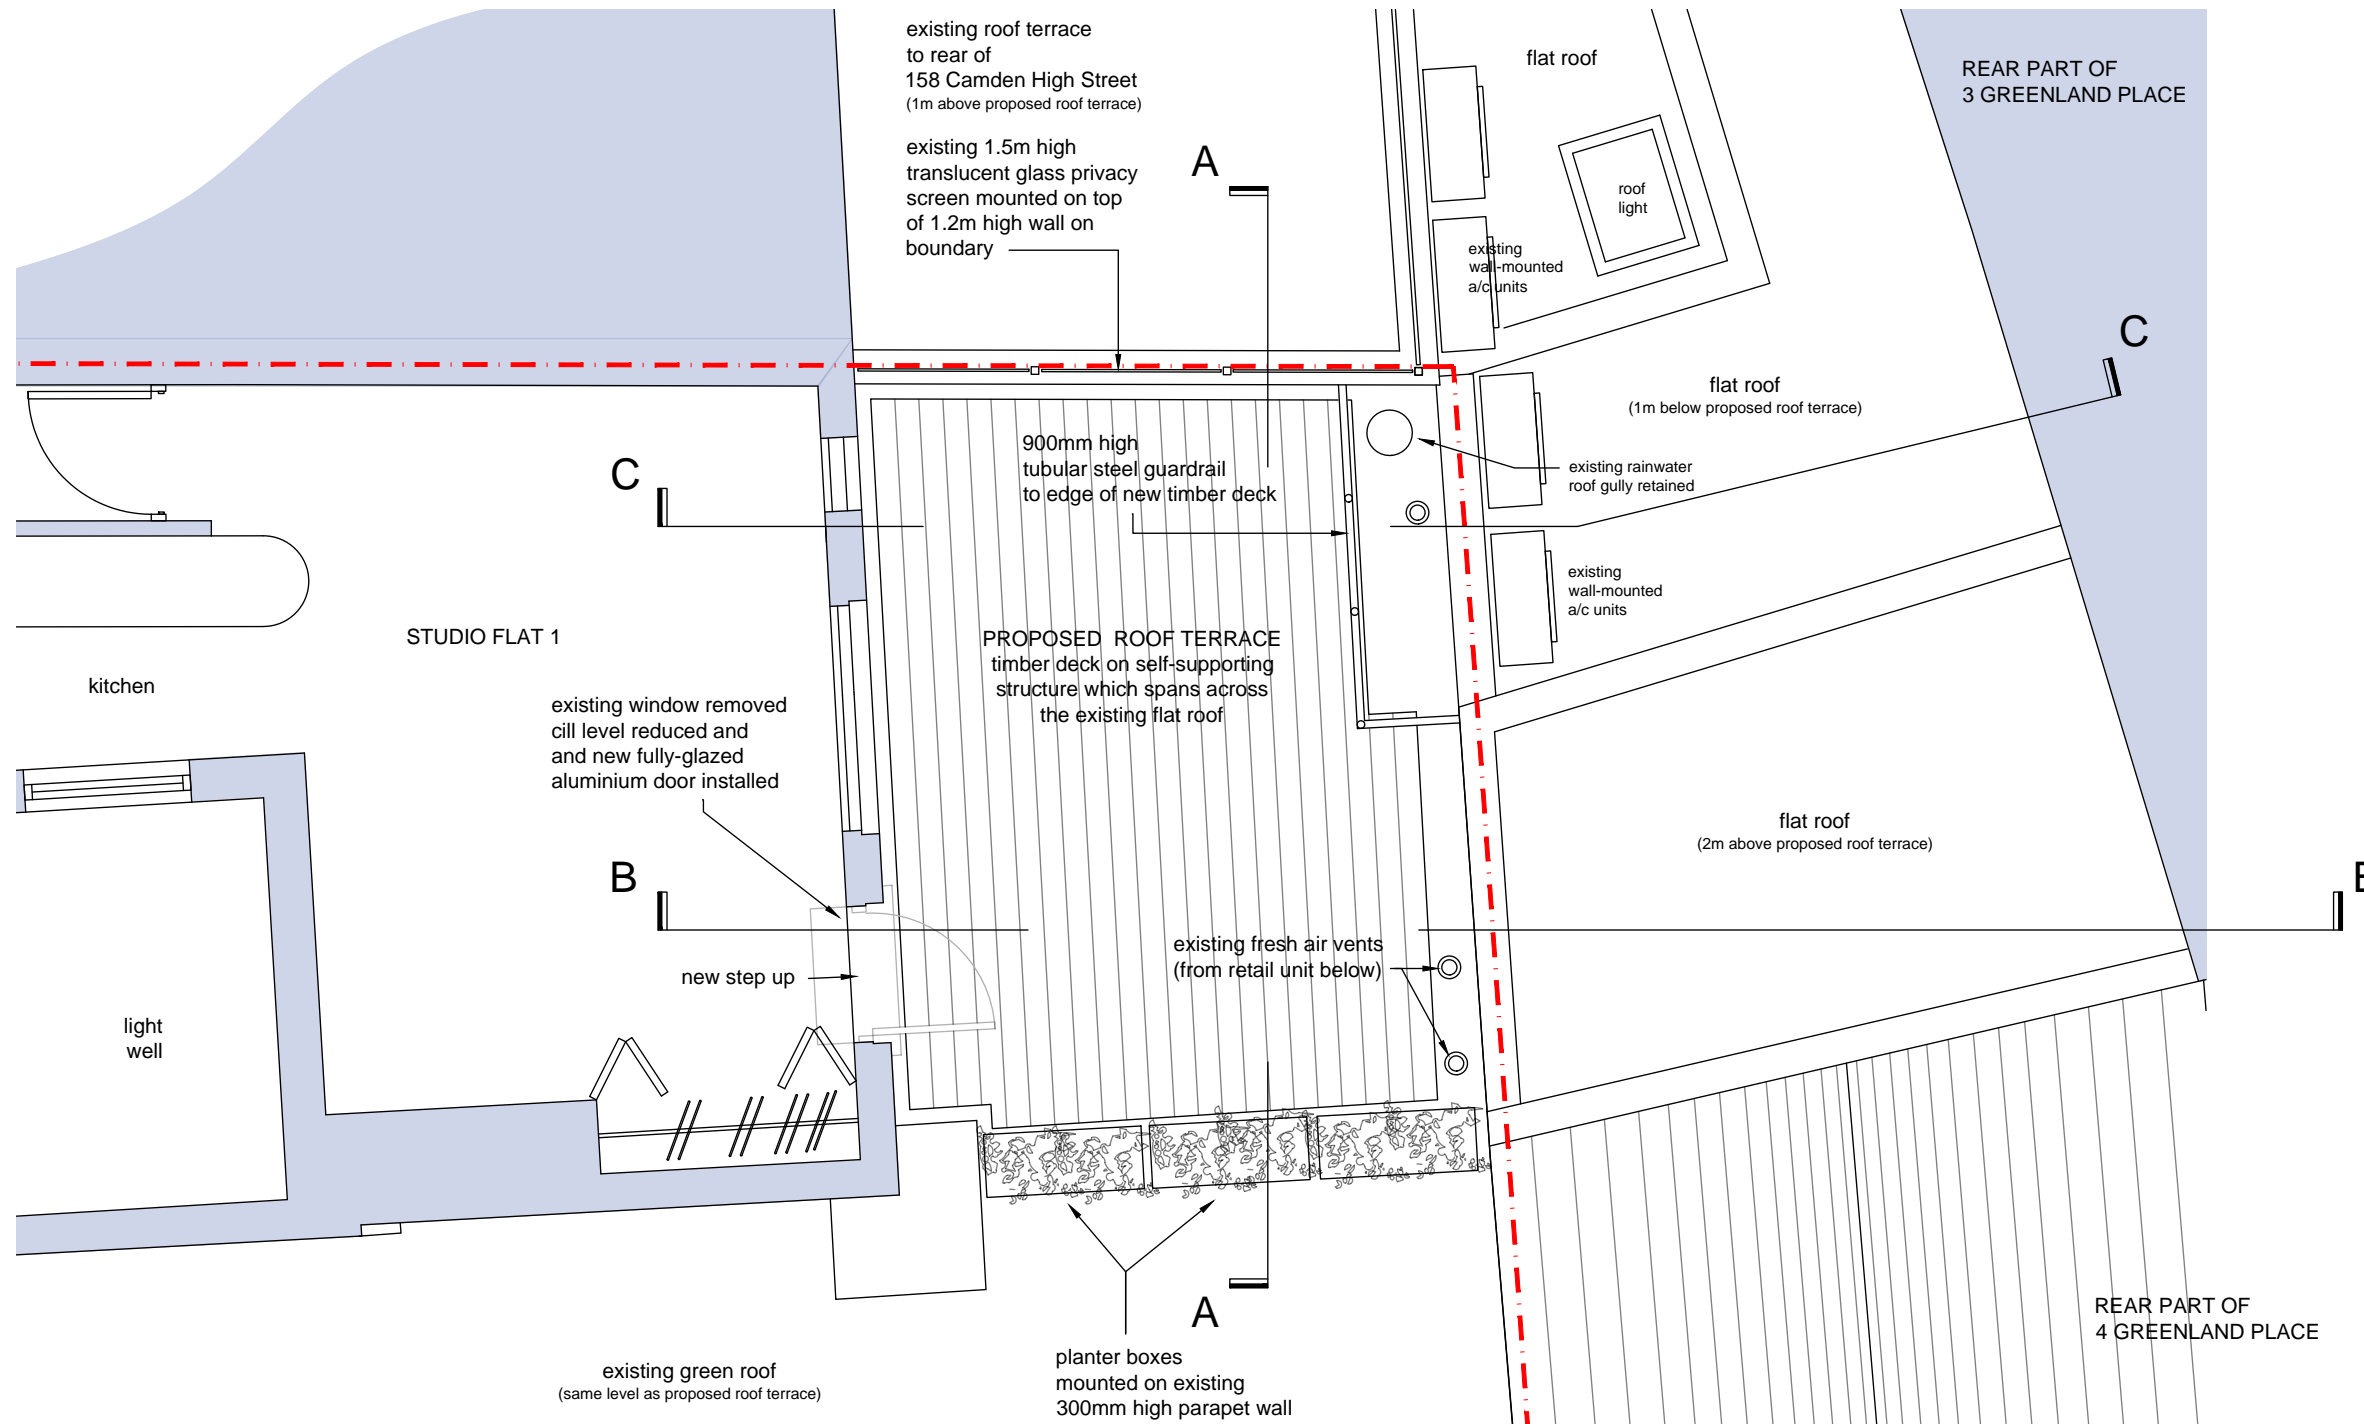 existing roof terrace
to rear of
158 Camden High Street
(1m above proposed roof terrace)
existing 1.5m high
translucent glass privacy
screen mounted on top
of 1.2m high wall on
boundary
A
flat roof
REAR PART OF
3 GREENLAND PLACE
roof
light
existing
wall-mounted
a/c units
C
flat roof
(1m below proposed roof terrace)
900mm high
tubular steel guardrail
to edge of new timber deck
C
existing rainwater
roof gully retained
existing
wall-mounted
a/c units
STUDIO FLAT 1
PROPOSED ROOF TERRACE
timber deck on self-supporting
structure which spans across
the existing flat roof
kitchen
existing window removed
cill level reduced and
and new fully-glazed
aluminium door installed
flat roof
(2m above proposed roof terrace)
B
B
existing fresh air vents
(from retail unit below)
new step up
light
well
A
REAR PART OF
4 GREENLAND PLACE
planter boxes
mounted on existing
300mm high parapet wall
existing green roof
(same level as proposed roof terrace)